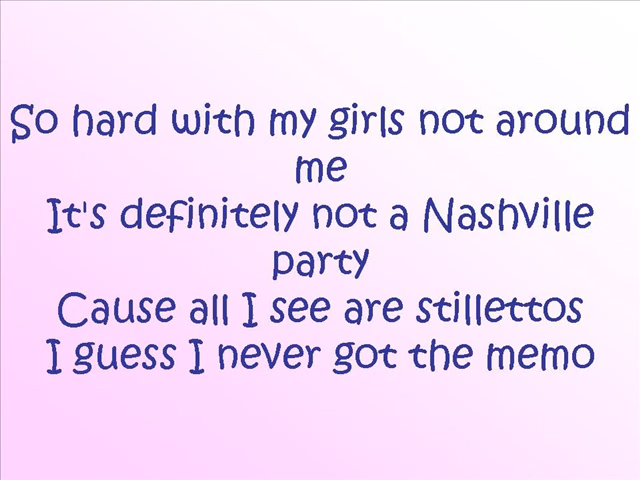 So hard with my girls not around
me
It's definitely not a Nashville
party
Cause all I see are stillettos
I guess I never got the memo